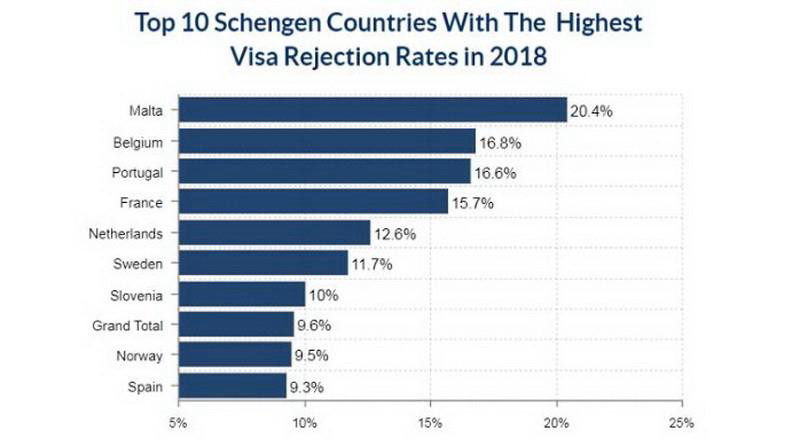 Top 10 Schengen Countries With The Highest
Visa Rejection Rates in 2018
Malta 20.4%
Belgium 16.8%
Portugal 16.6%
France 15.7%
Netherlands 12.6%
Sweden 11.7%
Slovenia 10%
Grand Total 9.6%
Norway 9.5%
Spain 9.3%
5% 10% 15% 20% 25%